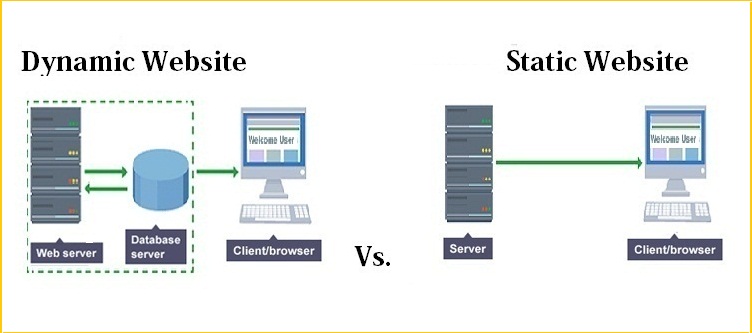 Dynamic Website
Static Website
Welcome User
Welcome User
Web server
Database
server
Client/browser
Vs.
Server
Client/browser